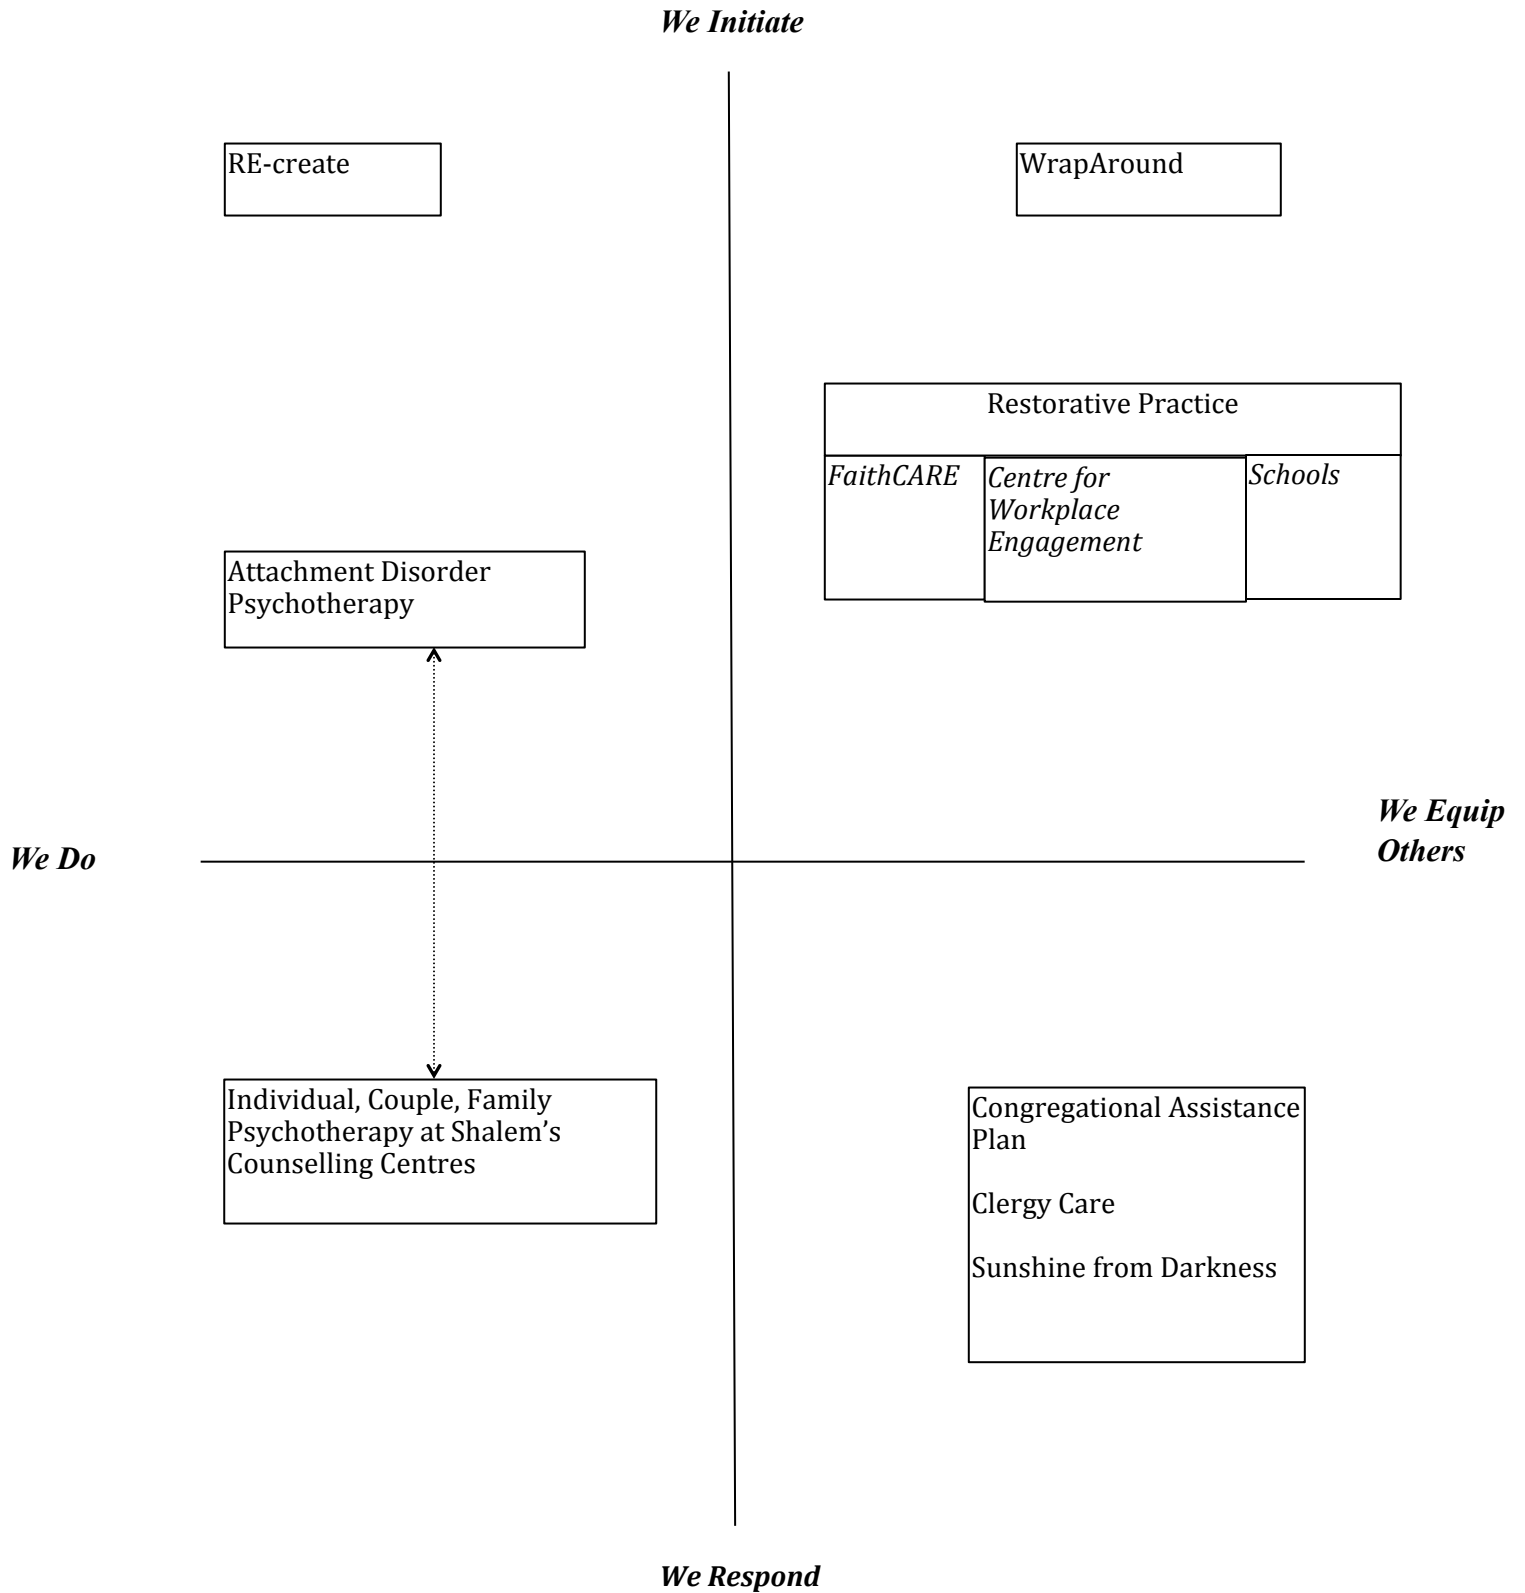 We Initiate
RE-create
WrapAround
Restorative Practice
FaithCARE
Centre for
Workplace
Engagement
Schools
Attachment Disorder
Psychotherapy
We Equip
Others
We Do
Individual, Couple, Family
Psychotherapy at Shalem’s
Counselling Centres
Congregational Assistance
Plan
Clergy Care
Sunshine from Darkness
We Respond